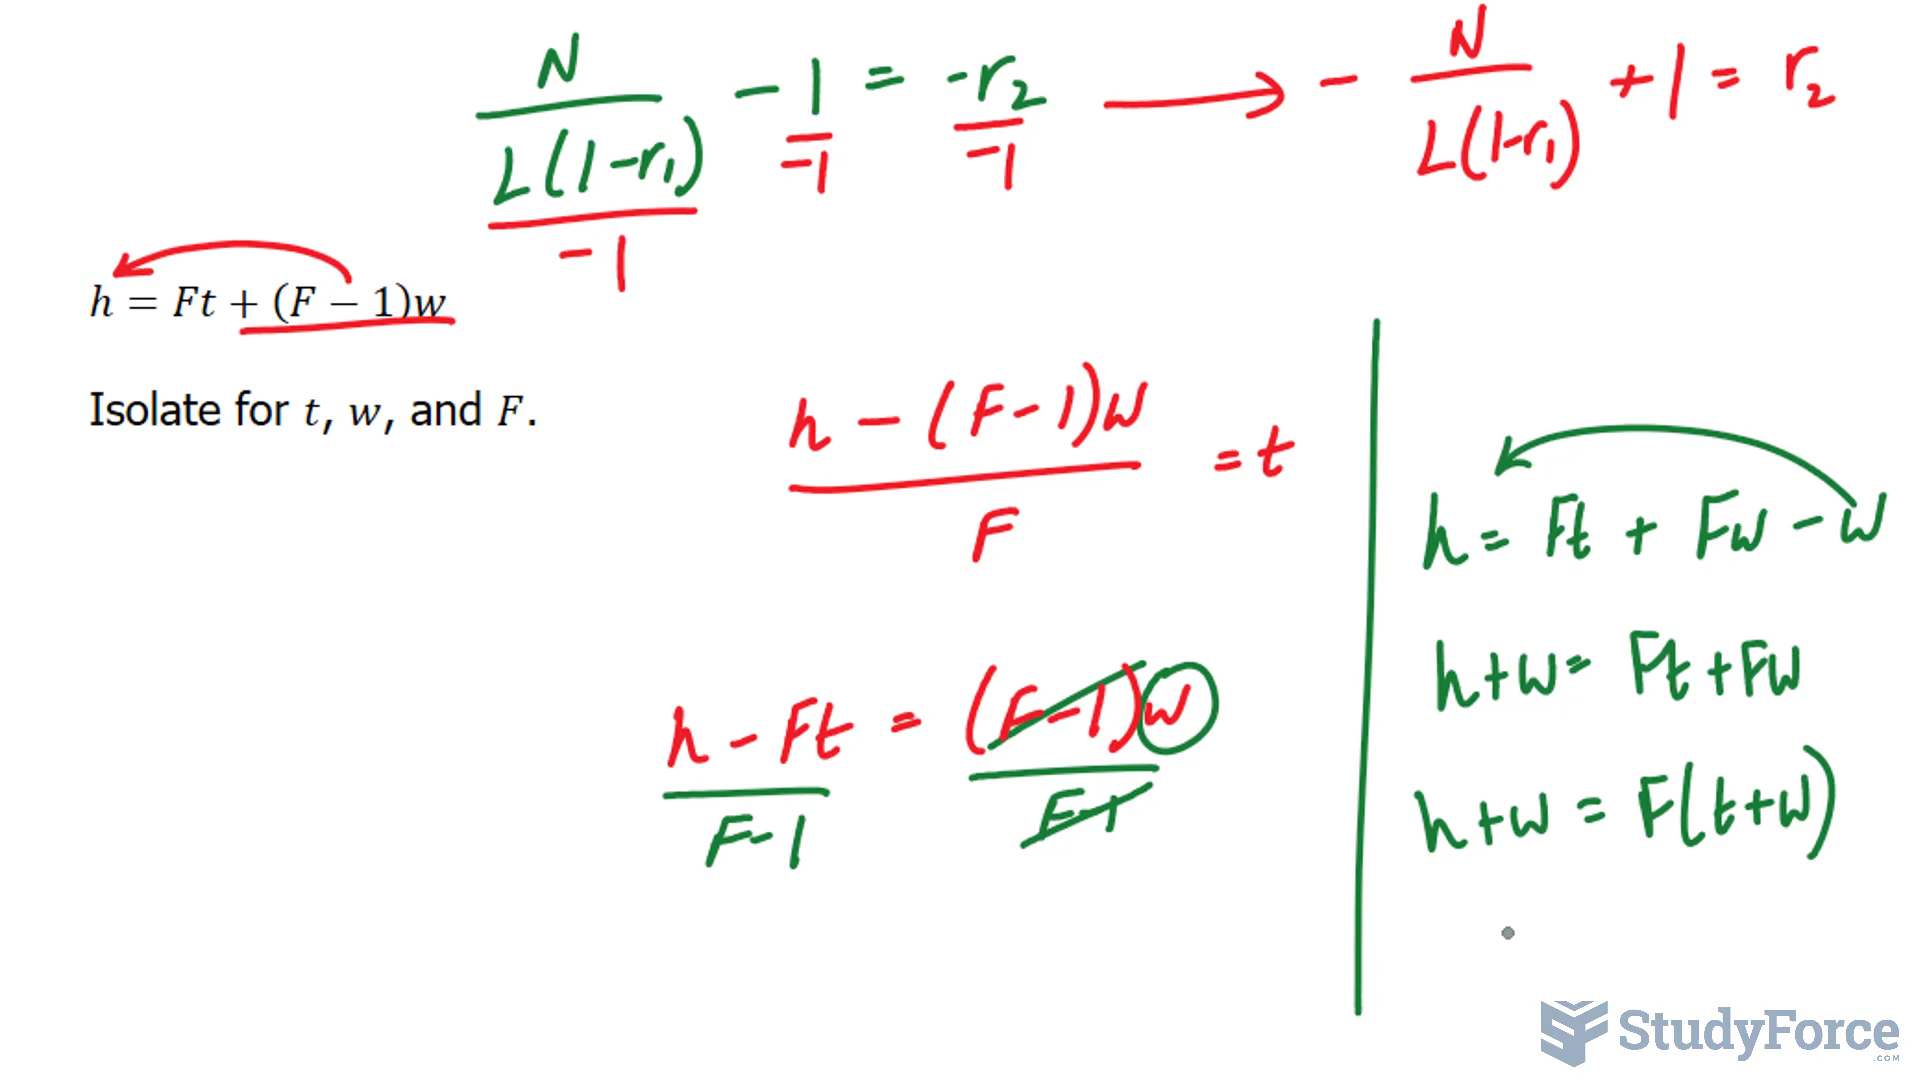 N/L(1-r₁)/-1 - 1/-1 = -r₂/-1 → - N/L(1-r₁) + 1 = r₂
h = Ft + (F − 1)w
Isolate for t, w, and F.
h - (F-1)w/F = t
h - Ft/F-1 = (F-1)w/F-1
h = Ft + Fw - w
h+w = Ft + Fw
h+w = F(t+w)
StudyForce
.COM